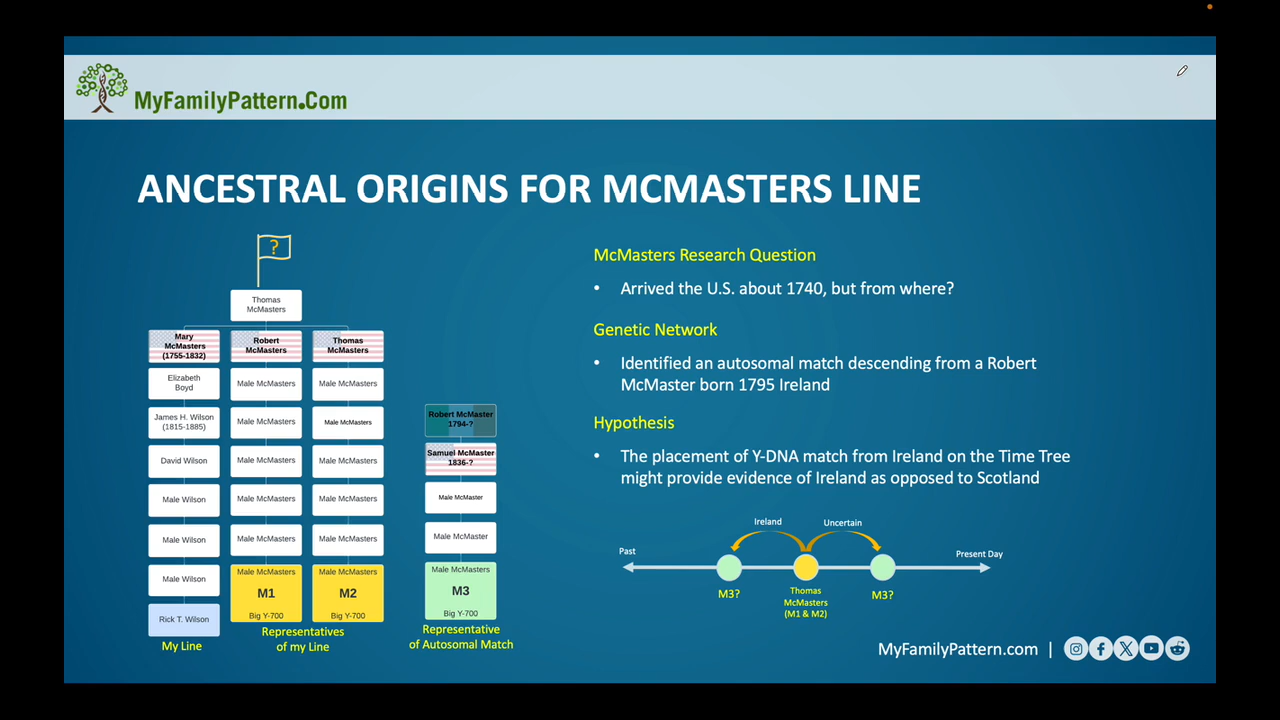 MyFamilyPattern.Com
ANCESTRAL ORIGINS FOR MCMASTERS LINE
?
Thomas
McMasters
Mary
McMasters
(1755-1832)
Elizabeth
Boyd
James H. Wilson
(1815-1885)
David Wilson
Male Wilson
Male Wilson
Male Wilson
Rick T. Wilson
My Line
Robert
McMasters
Male McMasters
Male McMasters
Male McMasters
Male McMasters
Male McMasters
Male McMasters
M1
Big Y-700
Thomas
McMasters
Male McMasters
Male McMasters
Male McMasters
Male McMasters
Male McMasters
Male McMasters
M2
Big Y-700
Representatives
of my Line
Robert McMaster
1794-?
Samuel McMaster
1836-?
Male McMaster
Male McMaster
Male McMasters
M3
Big Y-700
Representative
of Autosomal Match
McMasters Research Question
• Arrived the U.S. about 1740, but from where?
Genetic Network
• Identified an autosomal match descending from a Robert
McMaster born 1795 Ireland
Hypothesis
• The placement of Y-DNA match from Ireland on the Time Tree
might provide evidence of Ireland as opposed to Scotland
Ireland
Uncertain
Past
Present Day
M3?
Thomas
McMasters
(M1 & M2)
M3?
MyFamilyPattern.com |